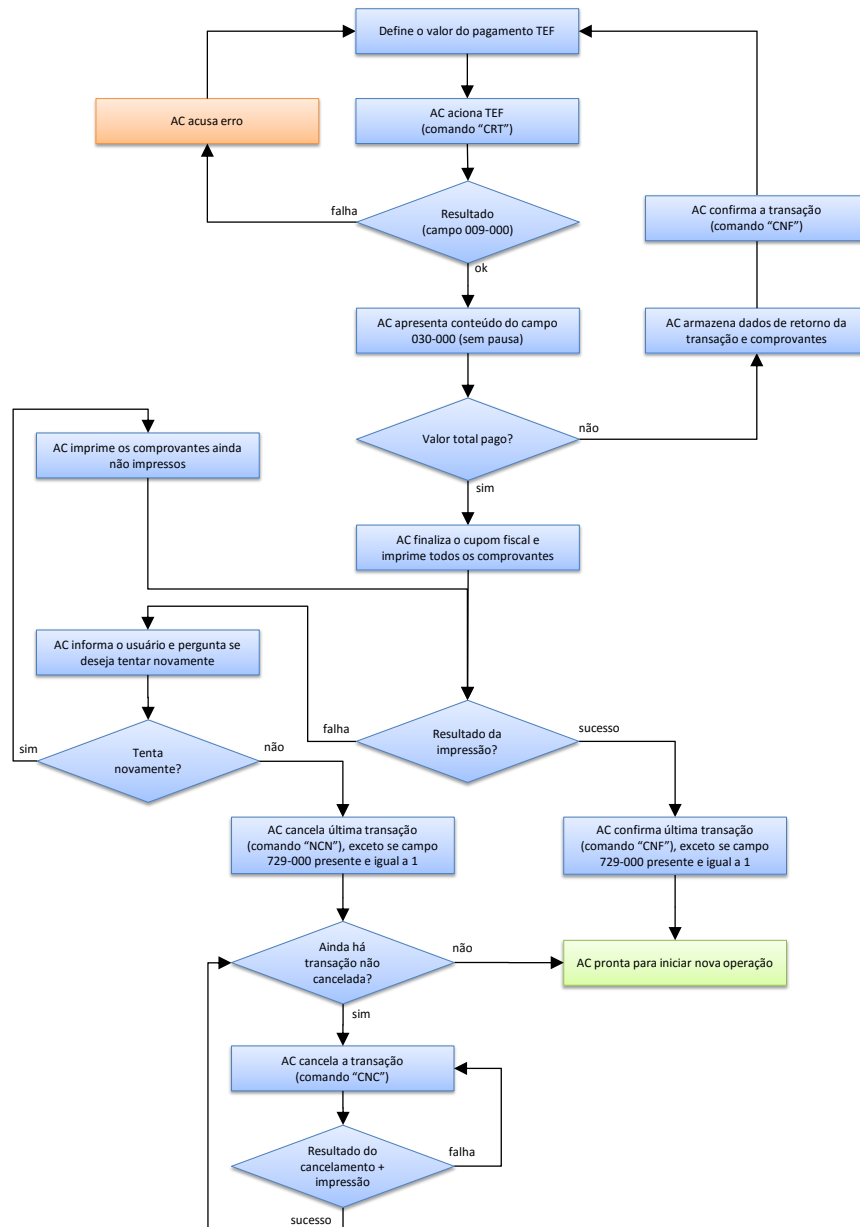 Define o valor do pagamento TEF
AC acusa erro
AC aciona TEF
(comando “CRT”)
falha
Resultado
(campo 009-000)
AC confirma a transação
(comando “CNF”)
ok
AC apresenta conteúdo do campo
030-000 (sem pausa)
AC armazena dados de retorno da
transação e comprovantes
Valor total pago?
não
AC imprime os comprovantes ainda
não impressos
sim
AC finaliza o cupom fiscal e
imprime todos os comprovantes
AC informa o usuário e pergunta se
deseja tentar novamente
falha
Resultado da
impressão?
sucesso
sim
Tenta
novamente?
não
AC cancela última transação
(comando “NCN”), exceto se campo
729-000 presente e igual a 1
AC confirma última transação
(comando “CNF”), exceto se campo
729-000 presente e igual a 1
Ainda há
transação não
cancelada?
não
AC pronta para iniciar nova operação
sim
AC cancela a transação
(comando “CNC”)
Resultado do
cancelamento +
impressão
falha
sucesso